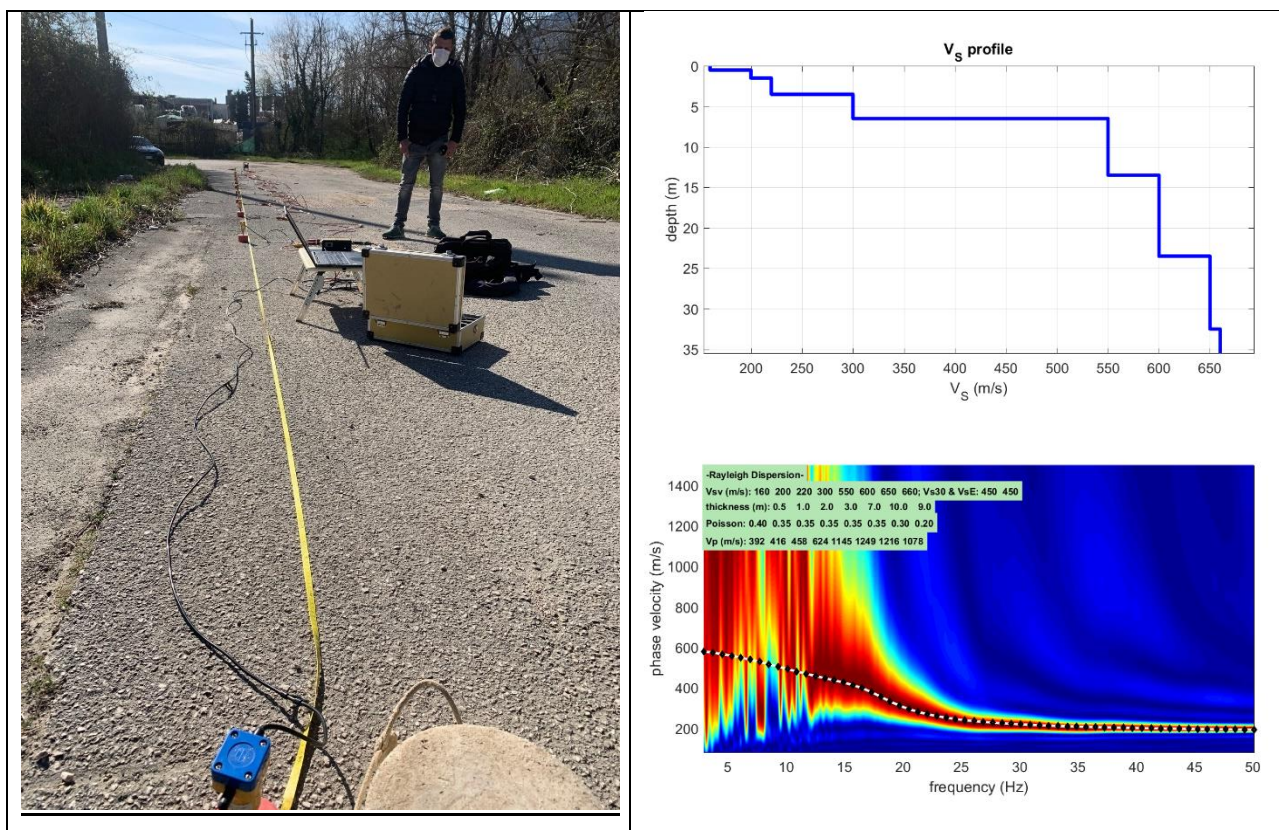 V_S profile
0
5
10
15
20
25
30
35
depth (m)
200 250 300 350 400 450 500 550 600 650
V_S (m/s)
-Rayleigh Dispersion-
Vsv (m/s): 160 200 220 300 550 600 650 660; Vs30 & VsE: 450 450
thickness (m): 0.5 1.0 2.0 3.0 7.0 10.0 9.0
Poisson: 0.40 0.35 0.35 0.35 0.35 0.35 0.30 0.20
Vp (m/s): 392 416 458 624 1145 1249 1216 1078
1400
1200
1000
800
600
400
200
phase velocity (m/s)
5 10 15 20 25 30 35 40 45 50
frequency (Hz)